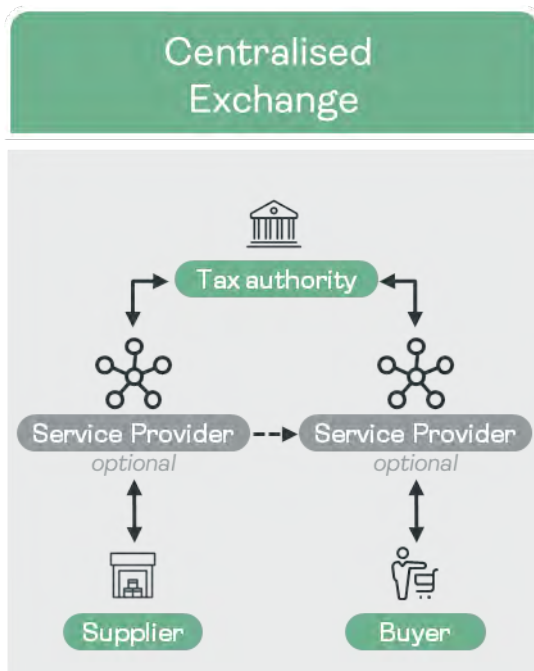 Centralised
Exchange
Tax authority
Service Provider
optional
Service Provider
optional
Supplier
Buyer